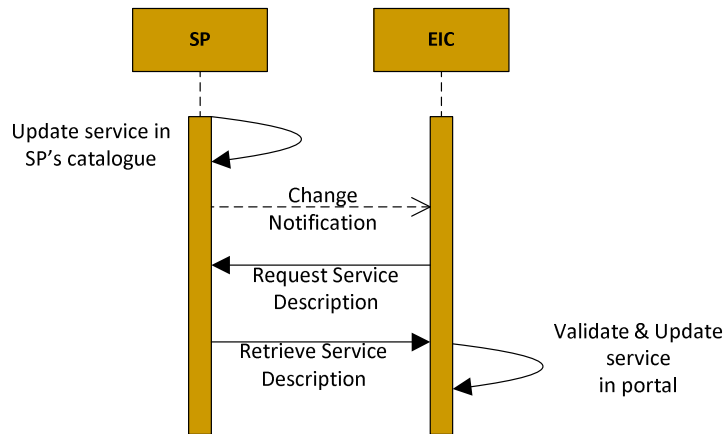 SP
EIC
Update service in
SP's catalogue
Change
Notification
Request Service
Description
Retrieve Service
Description
Validate & Update
service
in portal